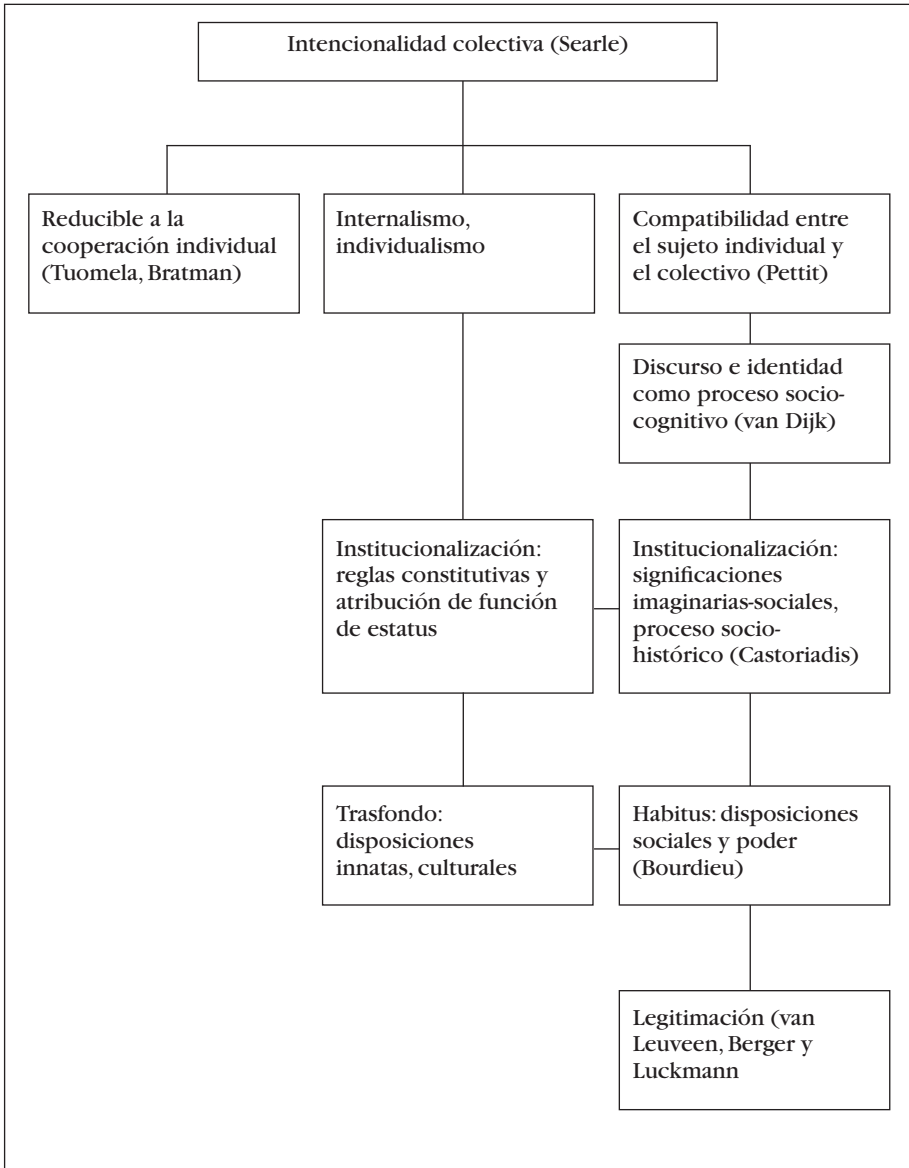 Intencionalidad colectiva (Searle)
Reducible a la
cooperación individual
(Tuomela, Bratman)
Internalismo,
individualismo
Compatibilidad entre
el sujeto individual y
el colectivo (Pettit)
Discurso e identidad
como proceso socio-
cognitivo (van Dijk)
Institucionalización:
reglas constitutivas y
atribución de función
de estatus
Institucionalización:
significaciones
imaginarias-sociales,
proceso socio-
histórico (Castoriadis)
Trasfondo:
disposiciones
innatas, culturales
Habitus: disposiciones
sociales y poder
(Bourdieu)
Legitimación (van
Leuveen, Berger y
Luckmann